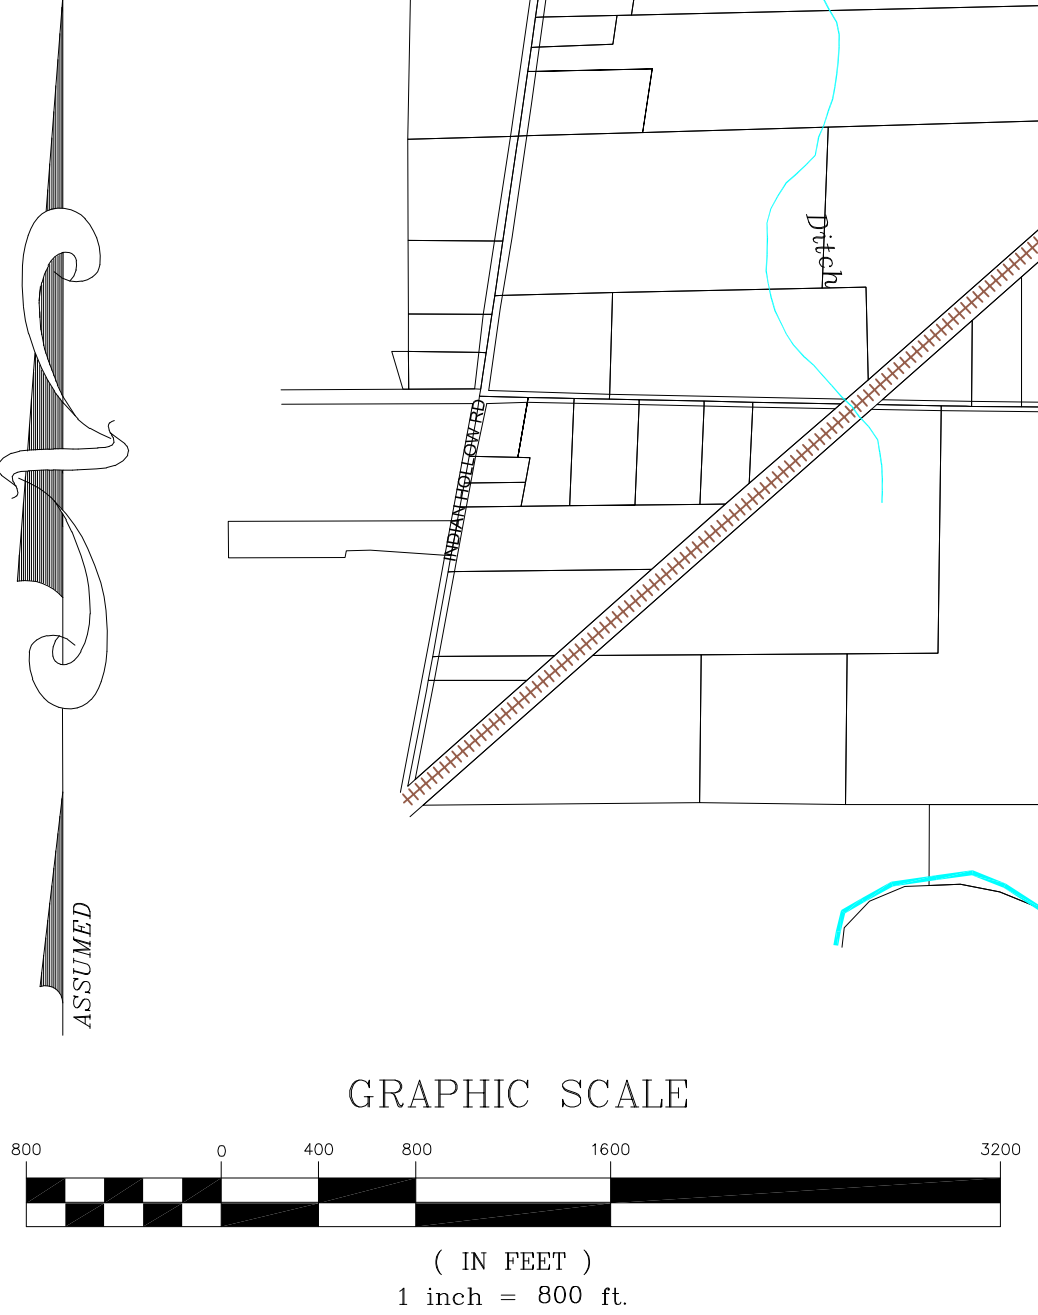 Ditch
INDIAN HOLLOW RD
ASSUMED
GRAPHIC SCALE
800 0 400 800 1600 3200
( IN FEET )
1 inch = 800 ft.